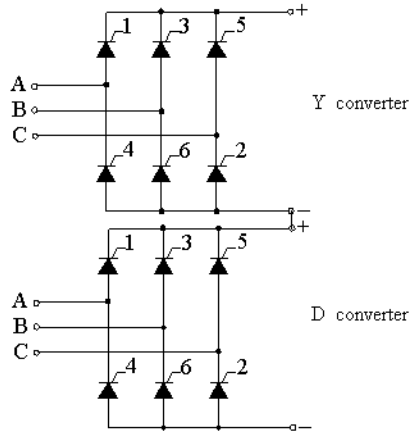 1 3 5 +
A
B
C
Y converter
4 6 2
−
+
1 3 5
A
B
C
D converter
4 6 2
−